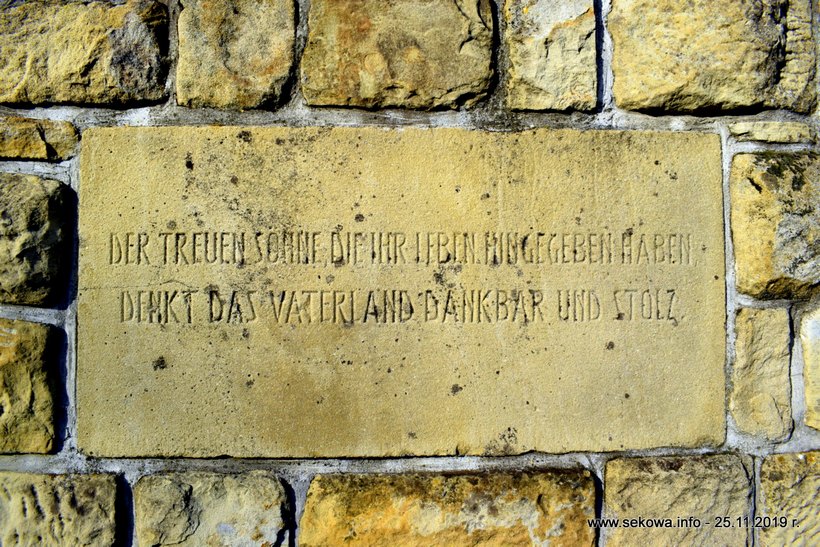 DER TREUEN SÖHNE, DIE IHR LEBEN HINGEGEBEN HABEN,
DENKT DAS VATERLAND DANKBAR UND STOLZ.
www.sekowa.info - 25.11.2019 r.